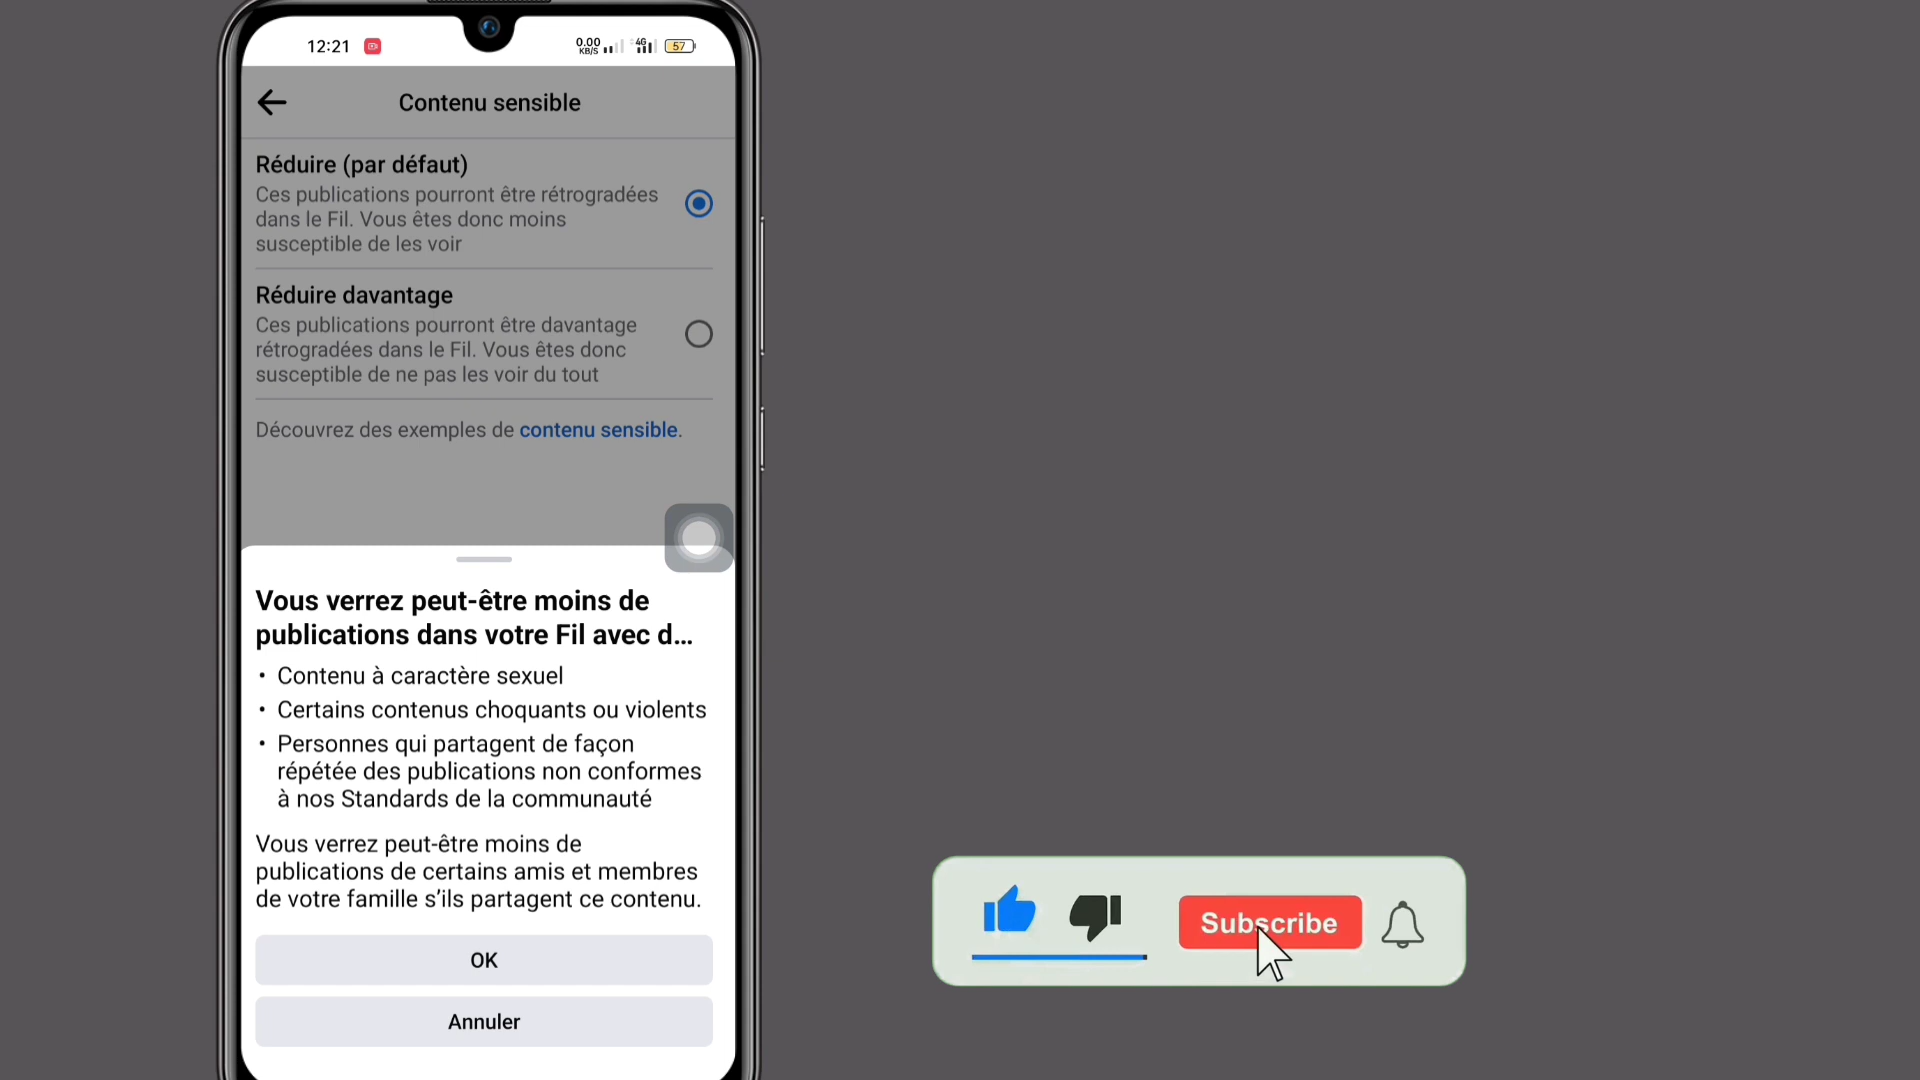 12:21
0.00
KB/S
4G
57
Contenu sensible
Réduire (par défaut)
Ces publications pourront être rétrogradées
dans le Fil. Vous êtes donc moins
susceptible de les voir
Réduire davantage
Ces publications pourront être davantage
rétrogradées dans le Fil. Vous êtes donc
susceptible de ne pas les voir du tout
Découvrez des exemples de contenu sensible.
Vous verrez peut-être moins de
publications dans votre Fil avec d...
• Contenu à caractère sexuel
• Certains contenus choquants ou violents
• Personnes qui partagent de façon
répétée des publications non conformes
à nos Standards de la communauté
Vous verrez peut-être moins de
publications de certains amis et membres
de votre famille s’ils partagent ce contenu.
OK
Annuler
Subscribe